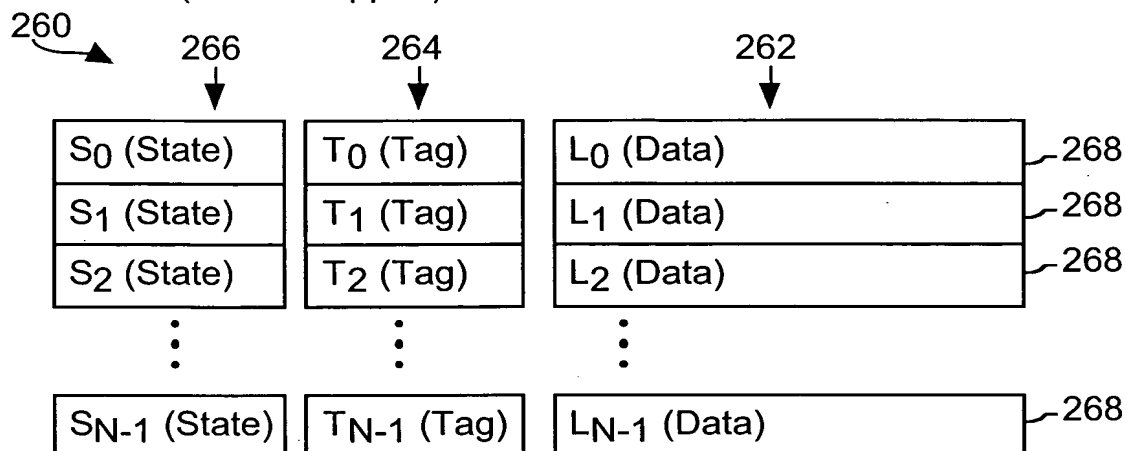 260
266 264 262
S0 (State) T0 (Tag) L0 (Data) 268
S1 (State) T1 (Tag) L1 (Data) 268
S2 (State) T2 (Tag) L2 (Data) 268
SN-1 (State) TN-1 (Tag) LN-1 (Data) 268